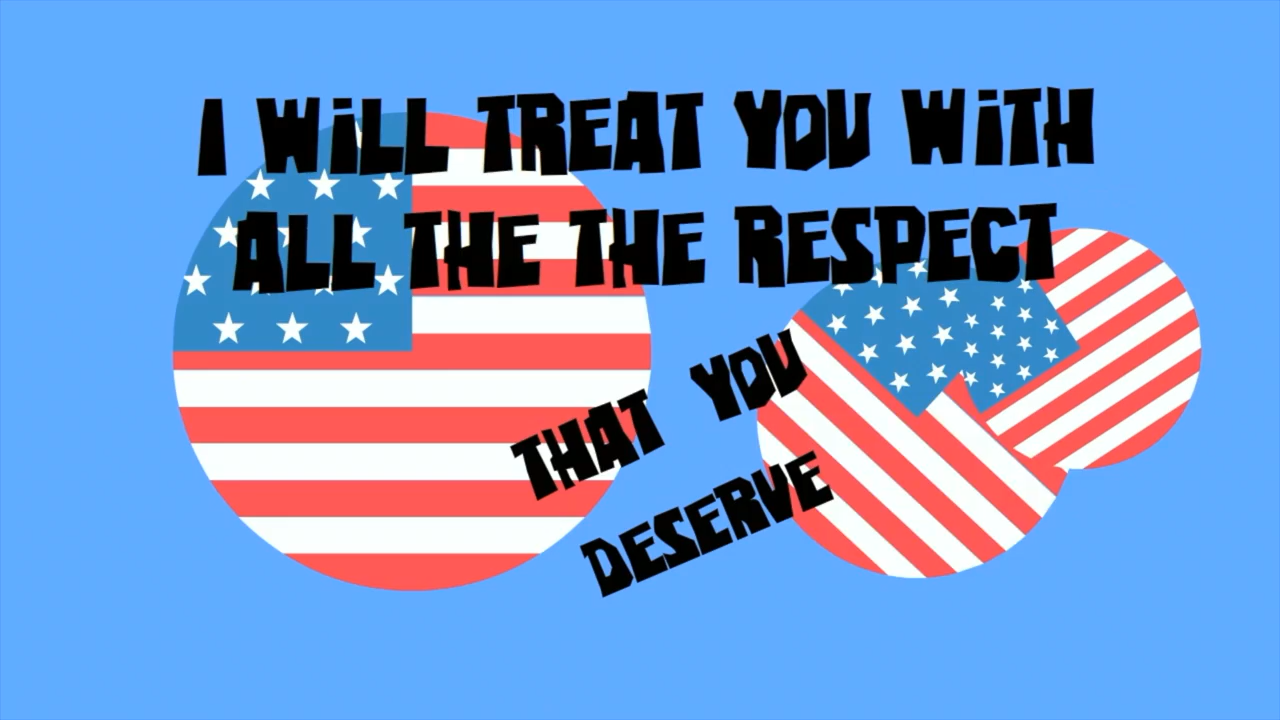 I WiLL TREAT YOU WiTH
ALL THE THE RESPECT
THAT YOU
DESERVE